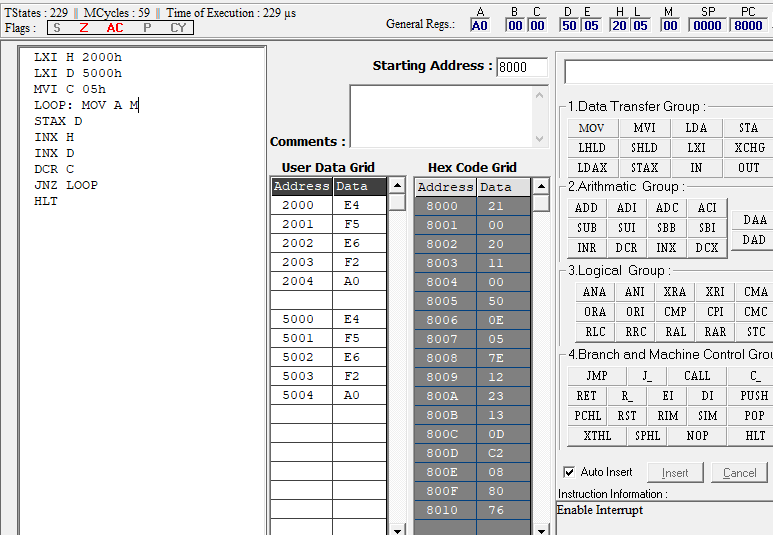 TStates : 229 MCycles : 59 Time of Execution : 229 µs
Flags : S Z AC P CY
General Regs.:
A B C D E H L M SP PC
A0 00 00 50 05 20 05 00 0000 8000
LXI H 2000h
LXI D 5000h
MVI C 05h
LOOP: MOV A M
STAX D
INX H
INX D
DCR C
JNZ LOOP
HLT
Starting Address : 8000
Comments :
User Data Grid
Address Data
2000 E4
2001 F5
2002 E6
2003 F2
2004 A0
5000 E4
5001 F5
5002 E6
5003 F2
5004 A0
Hex Code Grid
Address Data
8000 21
8001 00
8002 20
8003 11
8004 00
8005 50
8006 0E
8007 05
8008 7E
8009 12
800A 23
800B 13
800C 0D
800D C2
800E 08
800F 80
8010 76
1.Data Transfer Group :
MOV MVI LDA STA
LHLD SHLD LXI XCHG
LDAX STAX IN OUT
2.Arithmatic Group :
ADD ADI ADC ACI
SUB SUI SBB SBI
INR DCR INX DCX
DAA
DAD
3.Logical Group :
ANA ANI XRA XRI CMA
ORA ORI CMP CPI CMC
RLC RRC RAL RAR STC
4.Branch and Machine Control Grou
JMP J_ CALL C_
RET R_ EI DI PUSH
PCHL RST RIM SIM POP
XTHL SPHL NOP HLT
Auto Insert Insert Cancel
Instruction Information :
Enable Interrupt